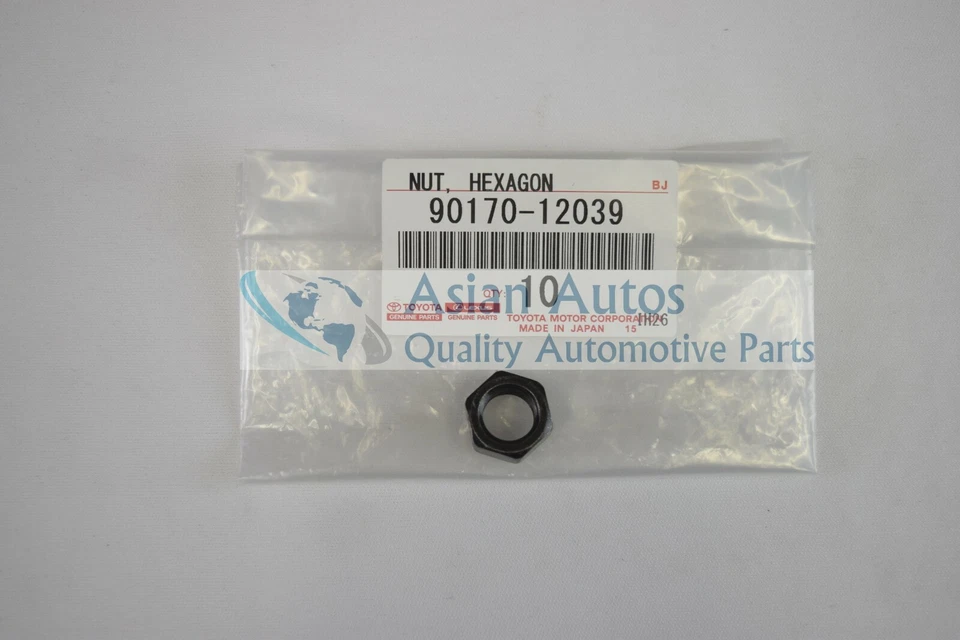 NUT, HEXAGON BJ
90170-12039
QTY: 10
TOYOTA
GENUINE PARTS GENUINE PARTS
TOYOTA MOTOR CORPORATION
MADE IN JAPAN 15 IH26
Asian Autos
Quality Automotive Parts